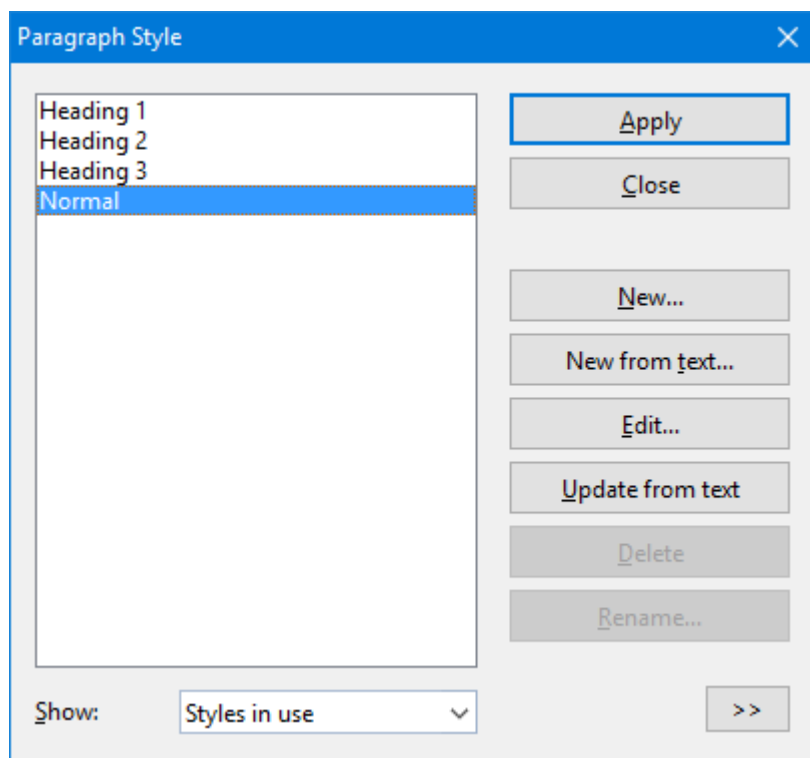 Paragraph Style
Heading 1
Heading 2
Heading 3
Normal
Apply
Close
New...
New from text...
Edit...
Update from text
Delete
Rename...
Show:
Styles in use
>>